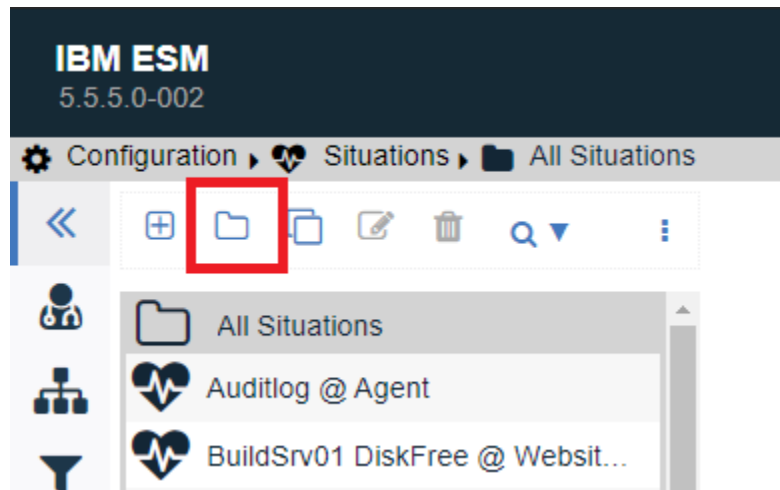 IBM ESM
5.5.5.0-002
Configuration Situations All Situations
All Situations
Auditlog @ Agent
BuildSrv01 DiskFree @ Websit...